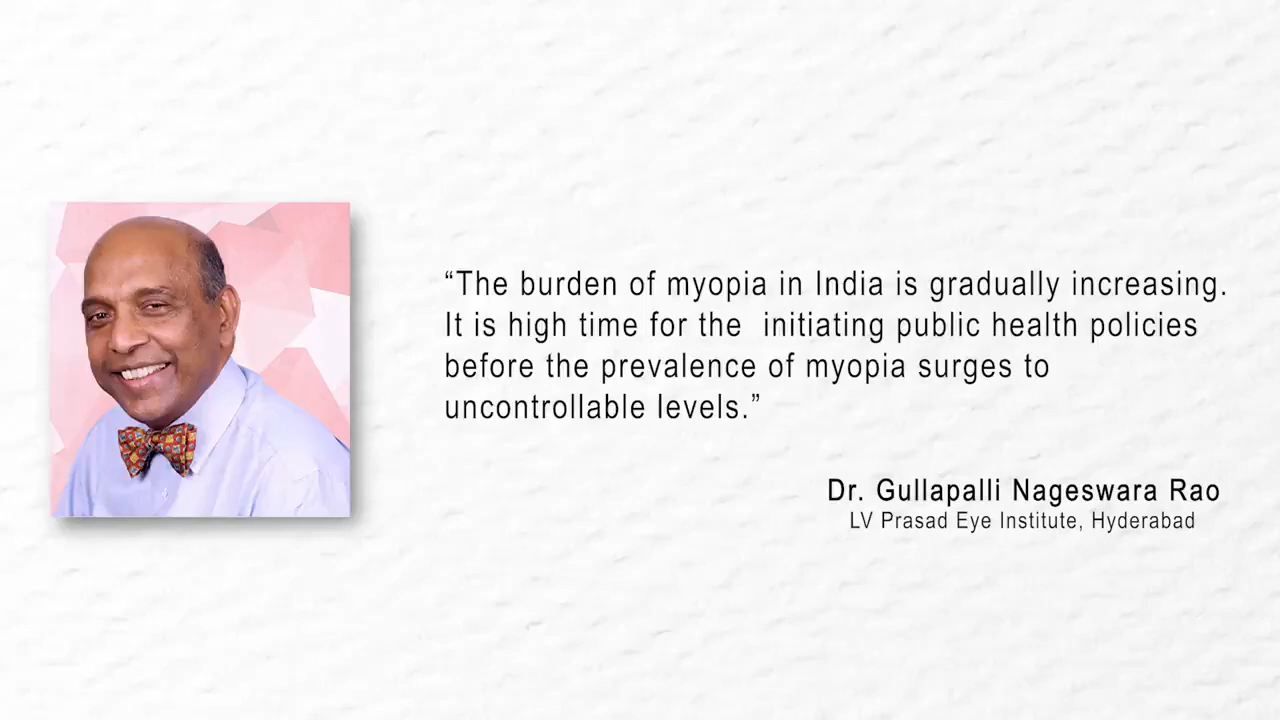 “The burden of myopia in India is gradually increasing.
It is high time for the  initiating public health policies
before the prevalence of myopia surges to
uncontrollable levels.”
Dr. Gullapalli Nageswara Rao
LV Prasad Eye Institute, Hyderabad